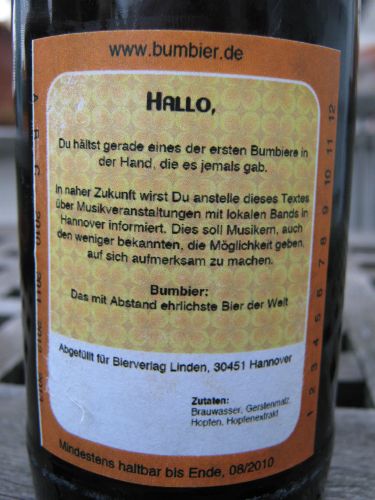 www.bumbier.de
HALLO,
Du hältst gerade eines der ersten Bumbiere in
der Hand, die es jemals gab.
In naher Zukunft wirst Du anstelle dieses Textes
über Musikveranstaltungen mit lokalen Bands in
Hannover informiert. Dies soll Musikern, auch
den weniger bekannten, die Möglichkeit geben,
auf sich aufmerksam zu machen.
Bumbier:
Das mit Abstand ehrlichste Bier der Welt
Abgefüllt für Bierverlag Linden, 30451 Hannover
Zutaten:
Brauwasser, Gerstenmalz,
Hopfen, Hopfenextrakt
Mindestens haltbar bis Ende, 08/2010
A B C 2010 2011 2012
1 2 3 4 5 6 7 8 9 10 11 12